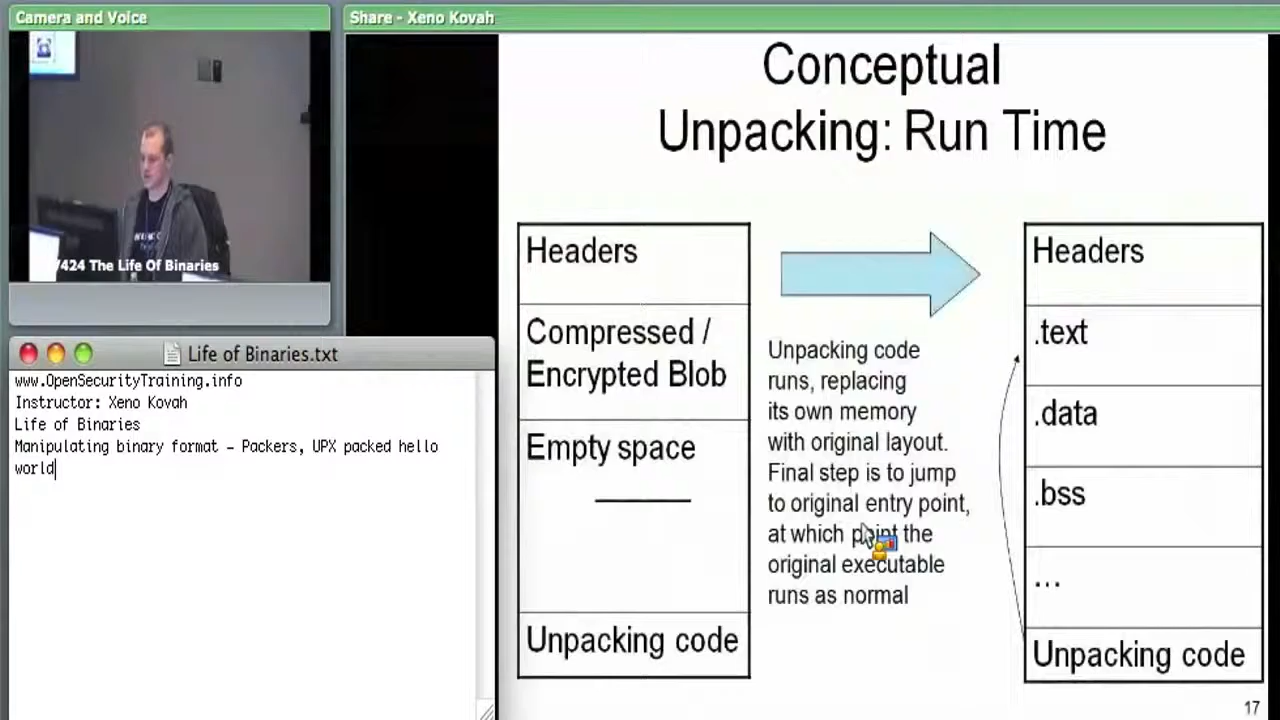 Camera and Voice
Share - Xeno Kovah
424 The Life Of Binaries
Life of Binaries.txt
www.OpenSecurityTraining.info
Instructor: Xeno Kovah
Life of Binaries
Manipulating binary format - Packers, UPX packed hello
world
Conceptual
Unpacking: Run Time
Headers
Compressed /
Encrypted Blob
Empty space
Unpacking code
Unpacking code
runs, replacing
its own memory
with original layout.
Final step is to jump
to original entry point,
at which point the
original executable
runs as normal
Headers
.text
.data
.bss
...
Unpacking code
17